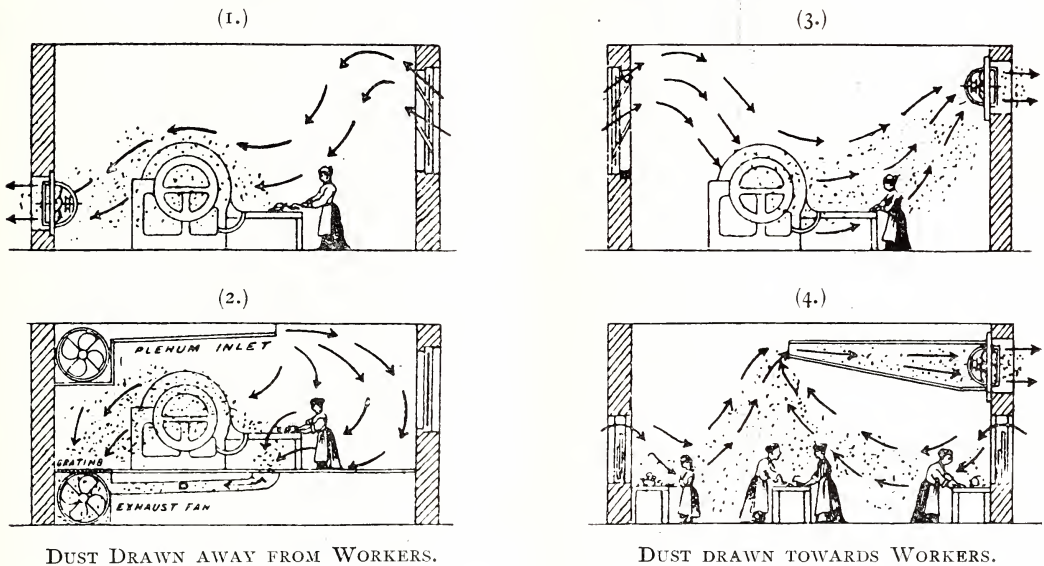 (1.)
(3.)
(2.)
(4.)
PLENUM INLET
GRATING
EXHAUST FAN
DUST DRAWN AWAY FROM WORKERS.
DUST DRAWN TOWARDS WORKERS.